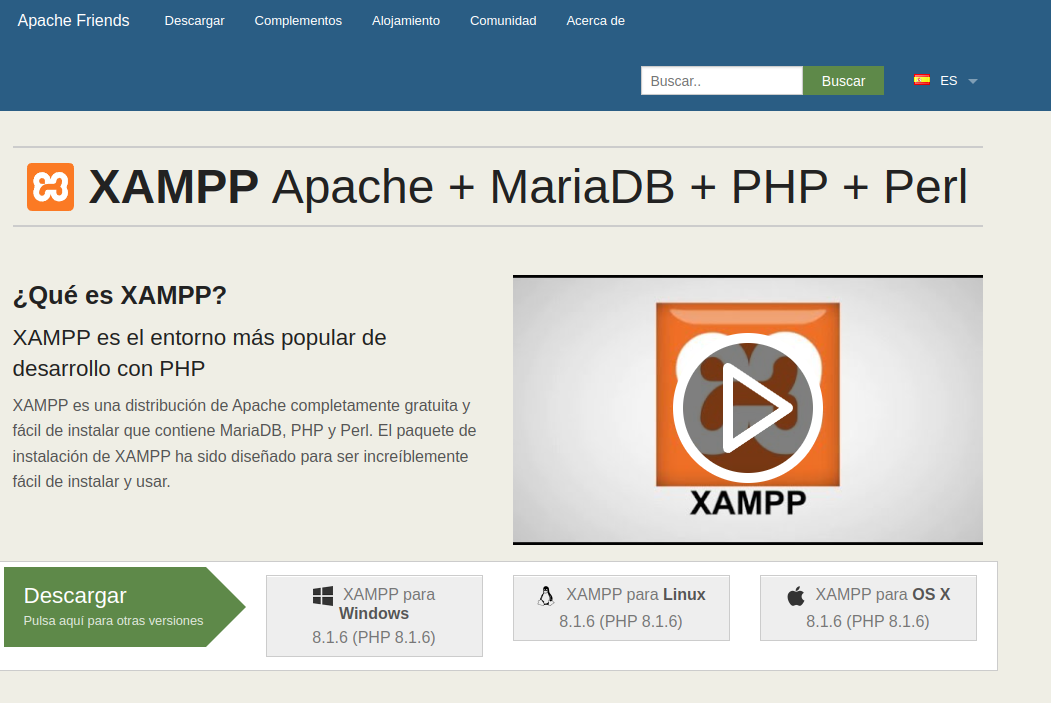 Apache Friends Descargar Complementos Alojamiento Comunidad Acerca de
Buscar.. Buscar ES
XAMPP Apache + MariaDB + PHP + Perl
¿Qué es XAMPP?
XAMPP es el entorno más popular de
desarrollo con PHP
XAMPP es una distribución de Apache completamente gratuita y
fácil de instalar que contiene MariaDB, PHP y Perl. El paquete de
instalación de XAMPP ha sido diseñado para ser increíblemente
fácil de instalar y usar.
XAMPP
Descargar
Pulsa aquí para otras versiones
XAMPP para
Windows
8.1.6 (PHP 8.1.6)
XAMPP para Linux
8.1.6 (PHP 8.1.6)
XAMPP para OS X
8.1.6 (PHP 8.1.6)